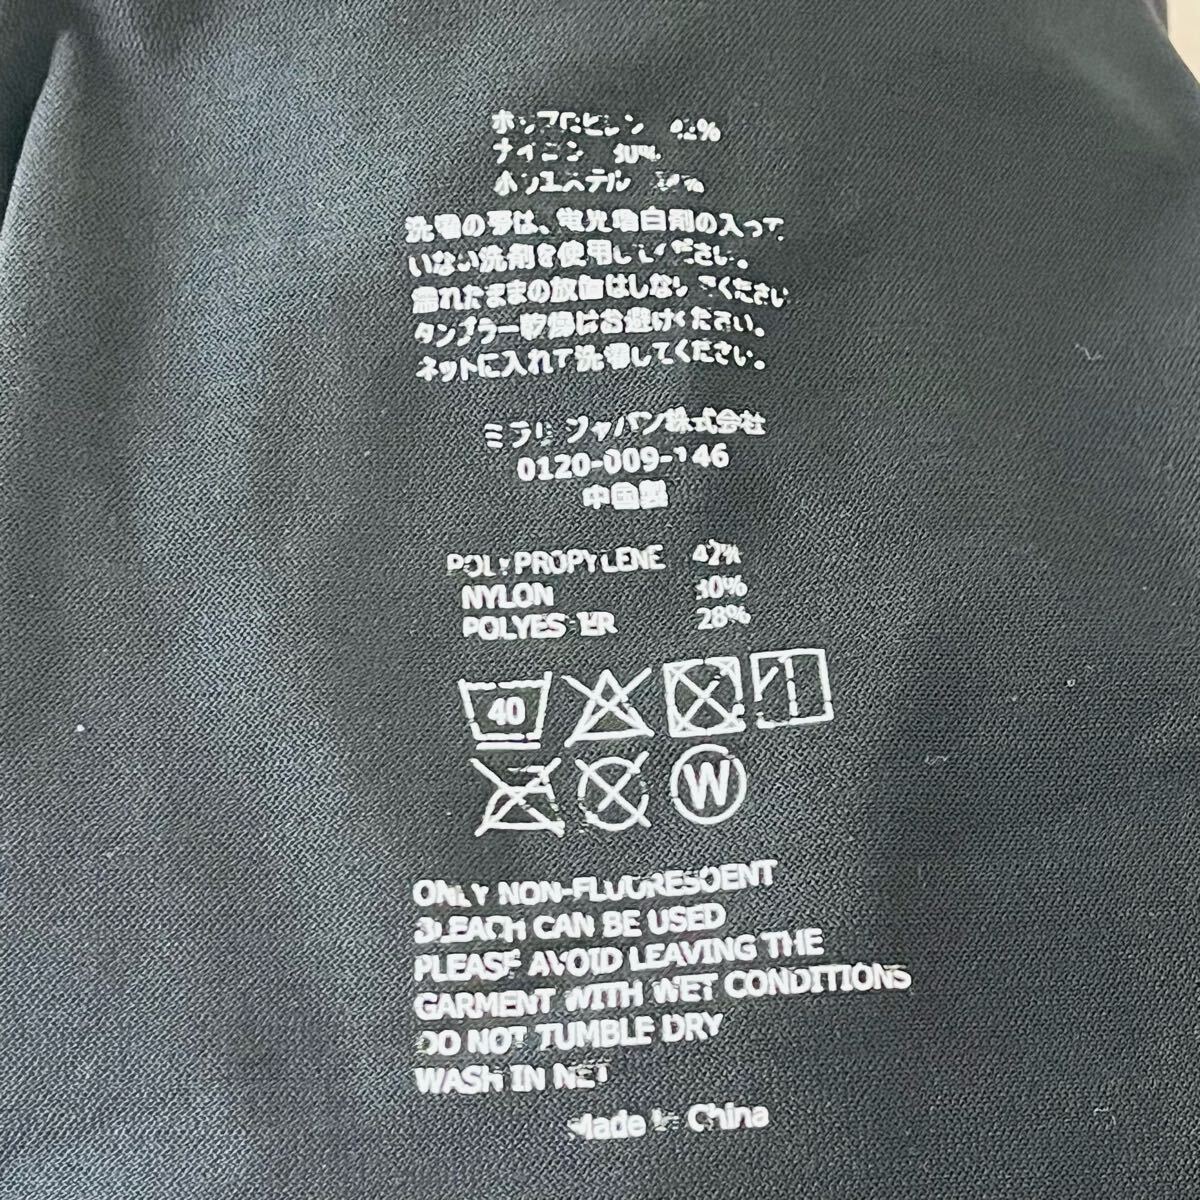 ポリプロピレン 42%
ナイロン 30%
ポリエステル 28%
洗濯の際は、蛍光増白剤の入って
いない洗剤を使用してください。
濡れたままの放置はしないでください
タンブラー乾燥はお避けください。
ネットに入れて洗濯してください。
ジャパン株式会社
0120-009-146
中国製
POLYPROPYLENE 42%
NYLON 30%
POLYESTER 28%
40
W
ONLY NON-FLUORESCENT
BLEACH CAN BE USED
PLEASE AVOID LEAVING THE
GARMENT WITH WET CONDITIONS
DO NOT TUMBLE DRY
WASH IN NET
Made in China